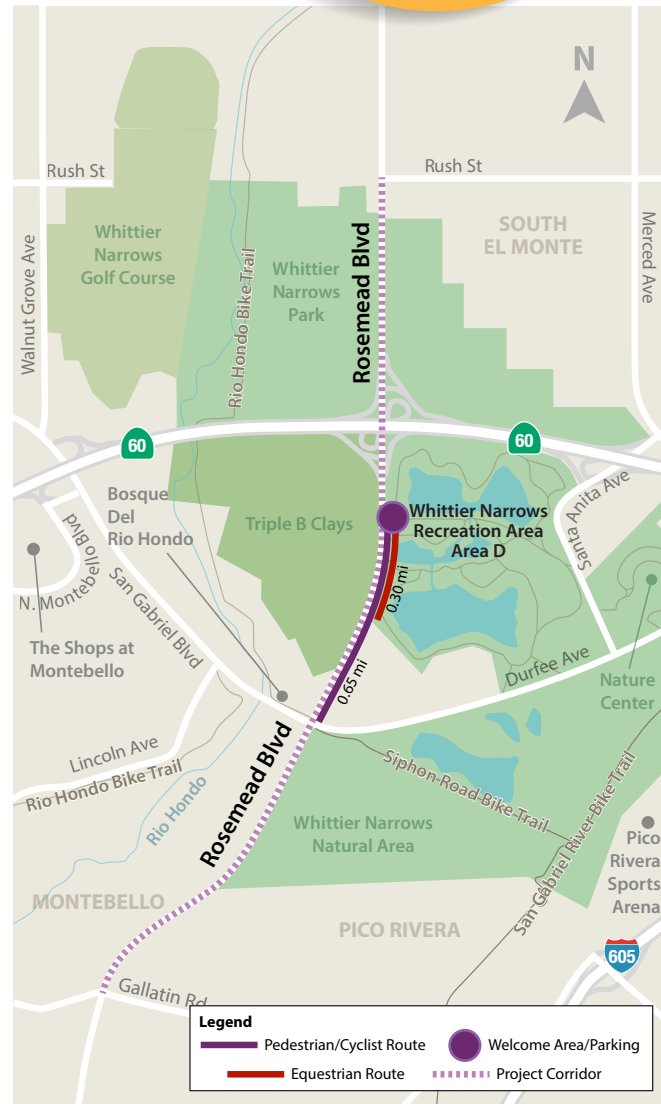 N
Rush St
Rush St
Walnut Grove Ave
Whittier
Narrows
Golf Course
Rio Hondo Bike Trail
Whittier
Narrows
Park
Rosemead Blvd
SOUTH
EL MONTE
Merced Ave
60
60
Bosque
Del
Rio Hondo
Triple B Clays
Whittier Narrows
Recreation Area
Area D
Santa Anita Ave
N. Montebello Blvd
San Gabriel Blvd
0.30 mi
0.65 mi
The Shops at
Montebello
Durfee Ave
Nature
Center
Lincoln Ave
Rio Hondo Bike Trail
Rio Hondo
Rosemead Blvd
Siphon Road Bike Trail
Whittier Narrows
Natural Area
San Gabriel River Bike Trail
Pico
Rivera
Sports
Arena
MONTEBELLO
PICO RIVERA
605
Gallatin Rd
Legend
Pedestrian/Cyclist Route
Welcome Area/Parking
Equestrian Route
Project Corridor